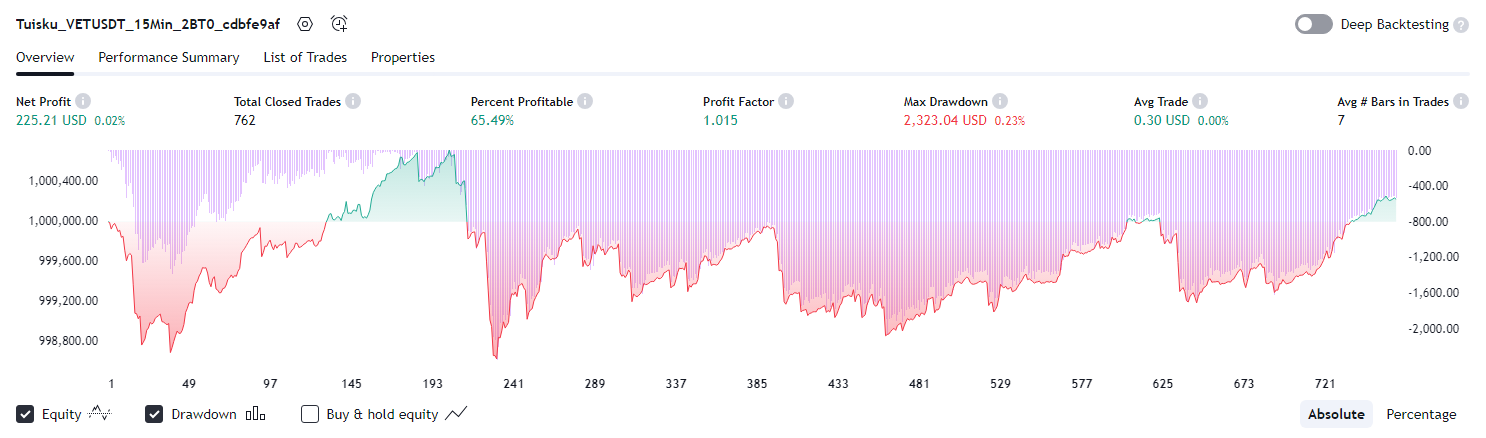 Tuisku_VETUSDT_15Min_2BT0_cdbfe9af Deep Backtesting ?
Overview Performance Summary List of Trades Properties
Net Profit Total Closed Trades Percent Profitable Profit Factor Max Drawdown Avg Trade Avg # Bars in Trades
225.21 USD 0.02% 762 65.49% 1.015 2,323.04 USD 0.23% 0.30 USD 0.00% 7
0.00
1,000,400.00 -400.00
1,000,000.00 -800.00
999,600.00 -1,200.00
999,200.00 -1,600.00
998,800.00 -2,000.00
1 49 97 145 193 241 289 337 385 433 481 529 577 625 673 721
Equity Drawdown Buy & hold equity Absolute Percentage